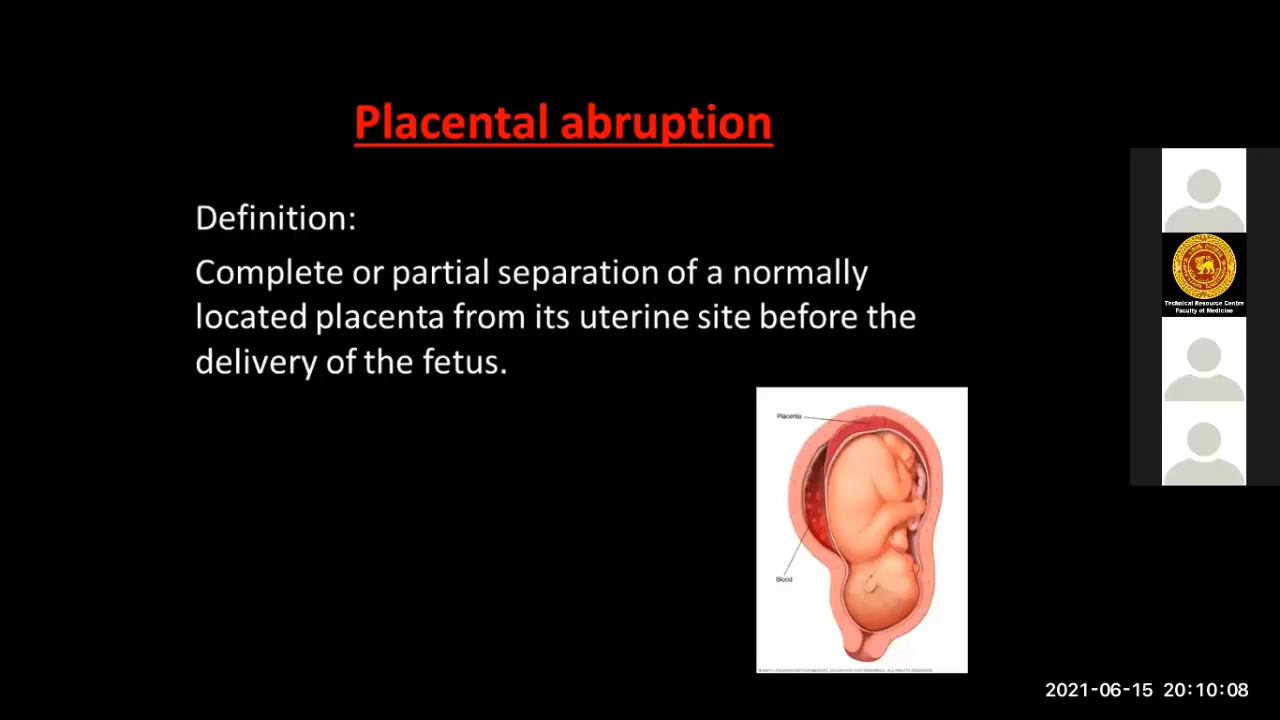 Placental abruption
Definition:
Complete or partial separation of a normally
located placenta from its uterine site before the
delivery of the fetus.
Placenta
Blood
Technical Resource Centre
Faculty of Medicine
2021-06-15 20:10:08